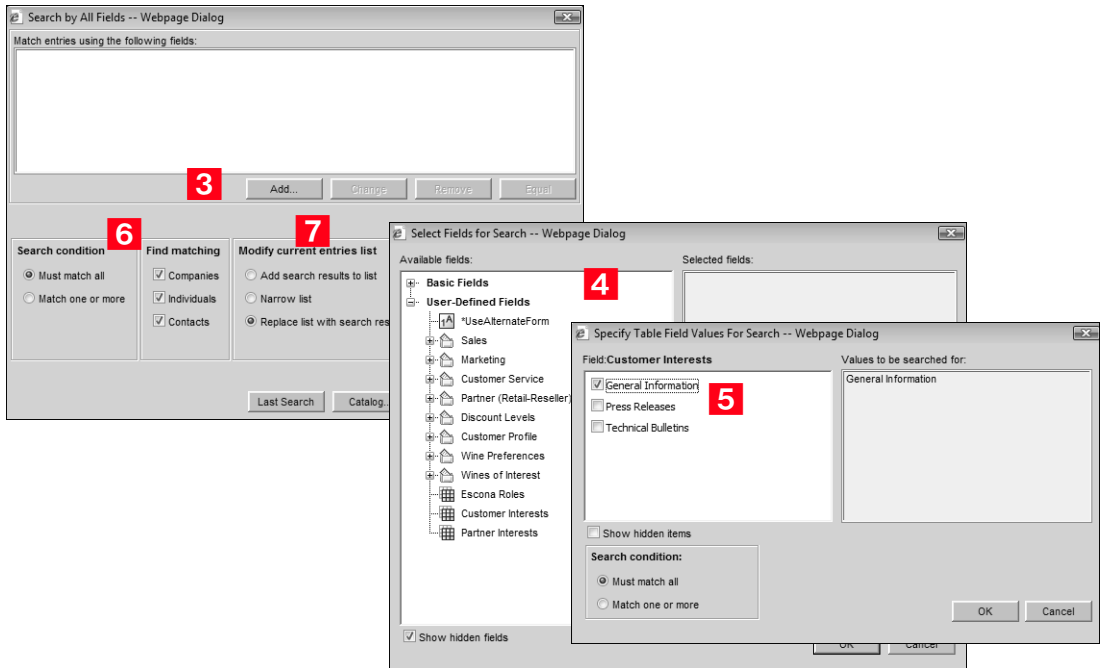 Search by All Fields -- Webpage Dialog
Match entries using the following fields:
3
Add...
Change
Remove
Equal
6
7
Search condition
Must match all
Match one or more
Find matching
Companies
Individuals
Contacts
Modify current entries list
Add search results to list
Narrow list
Replace list with search res
Last Search
Catalog..
Select Fields for Search -- Webpage Dialog
Available fields:
Selected fields:
4
Basic Fields
User-Defined Fields
*UseAlternateForm
Sales
Marketing
Customer Service
Partner (Retail-Reseller)
Discount Levels
Customer Profile
Wine Preferences
Wines of Interest
Escona Roles
Customer Interests
Partner Interests
Show hidden fields
OK
Cancel
Specify Table Field Values For Search -- Webpage Dialog
Field:Customer Interests
Values to be searched for:
General Information
Press Releases
Technical Bulletins
5
General Information
Show hidden items
Search condition:
Must match all
Match one or more
OK
Cancel